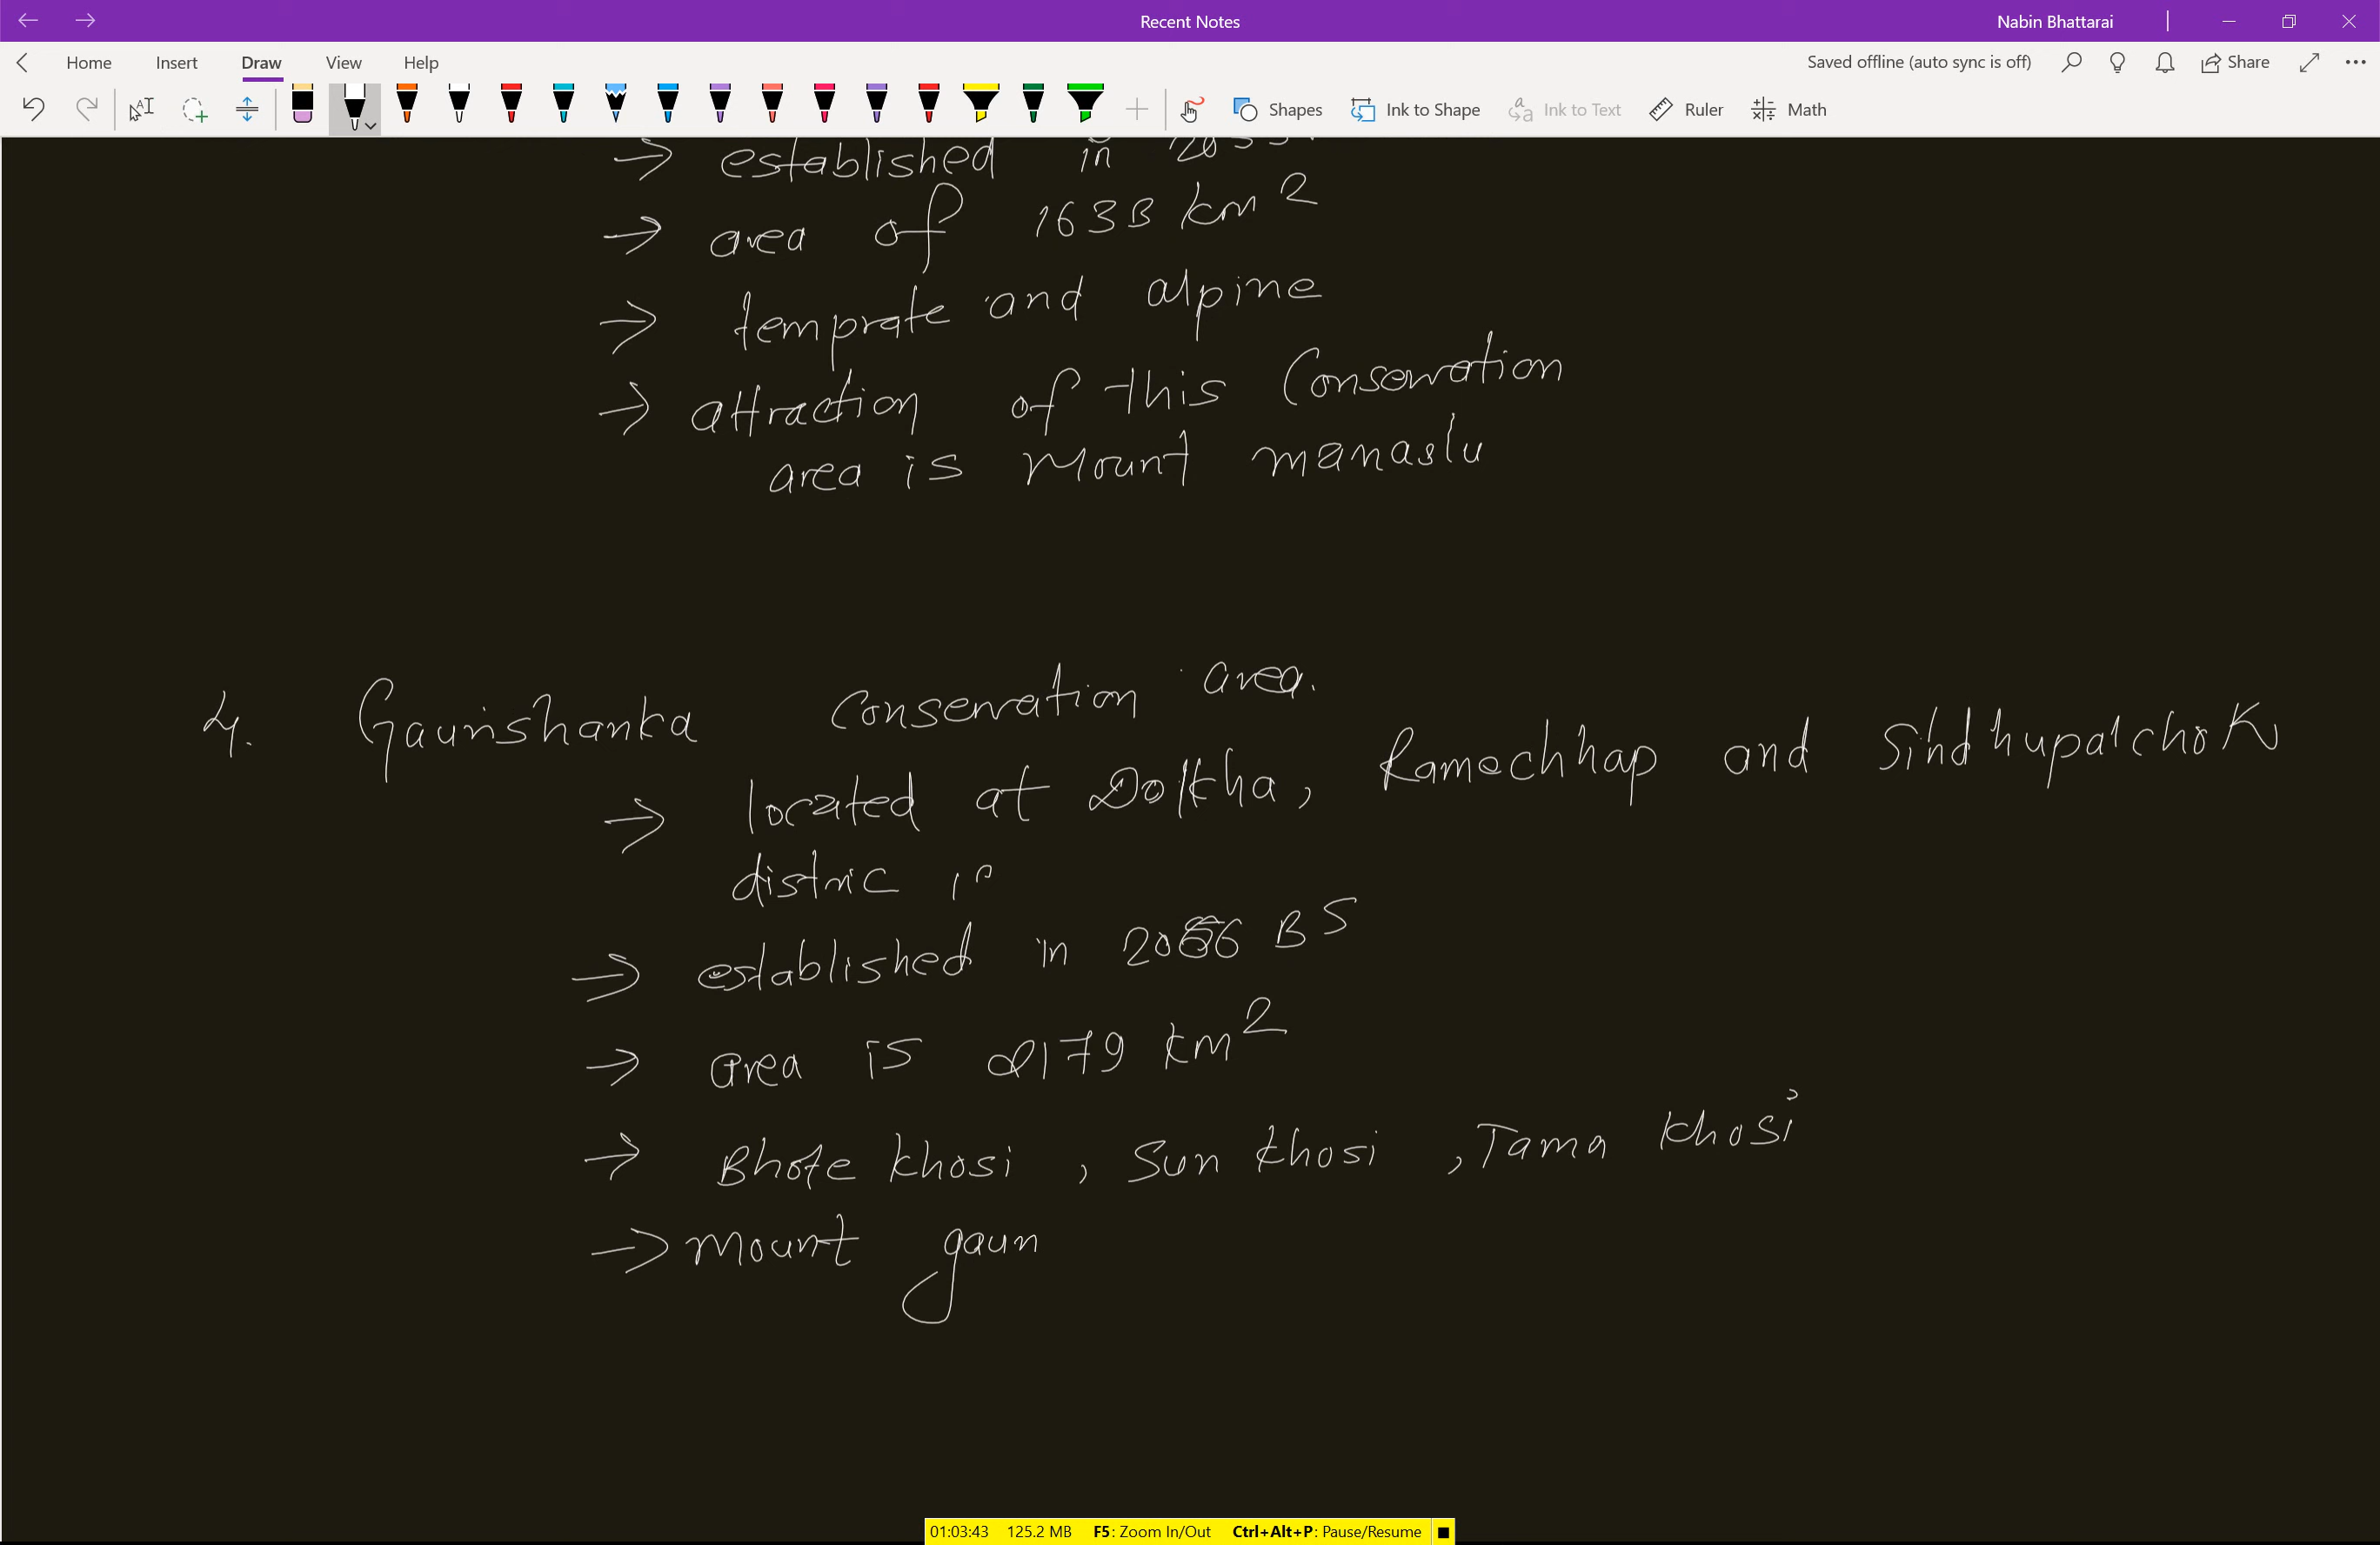 Recent Notes
Nabin Bhattarai
Home Insert Draw View Help
Saved offline (auto sync is off)
Share
Shapes Ink to Shape Ink to Text Ruler Math
→ established in
→ area of 1633 km²
→ temprate and alpine
→ attraction of this Conservation
area is Mount manaslu
4. Gaurishanka Conservation area.
→ located at Dolkha, Ramechhap and Sindhupalchok
distric
→ established in 2066 BS
→ area is 2179 km²
→ Bhote khosi, Sun khosi, Tama khosi
→ mount gaun
01:03:43 125.2 MB F5: Zoom In/Out Ctrl+Alt+P: Pause/Resume